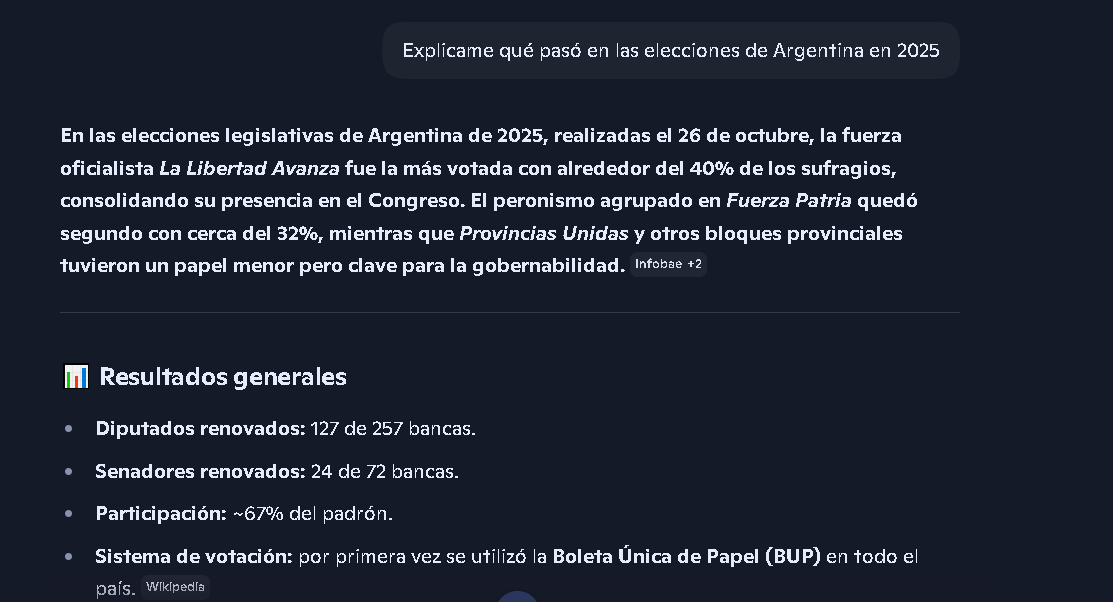 Explícame qué pasó en las elecciones de Argentina en 2025
En las elecciones legislativas de Argentina de 2025, realizadas el 26 de octubre, la fuerza
oficialista La Libertad Avanza fue la más votada con alrededor del 40% de los sufragios,
consolidando su presencia en el Congreso. El peronismo agrupado en Fuerza Patria quedó
segundo con cerca del 32%, mientras que Provincias Unidas y otros bloques provinciales
tuvieron un papel menor pero clave para la gobernabilidad. Infobae +2
Resultados generales
Diputados renovados: 127 de 257 bancas.
Senadores renovados: 24 de 72 bancas.
Participación: ~67% del padrón.
Sistema de votación: por primera vez se utilizó la Boleta Única de Papel (BUP) en todo el
país. Wikipedia